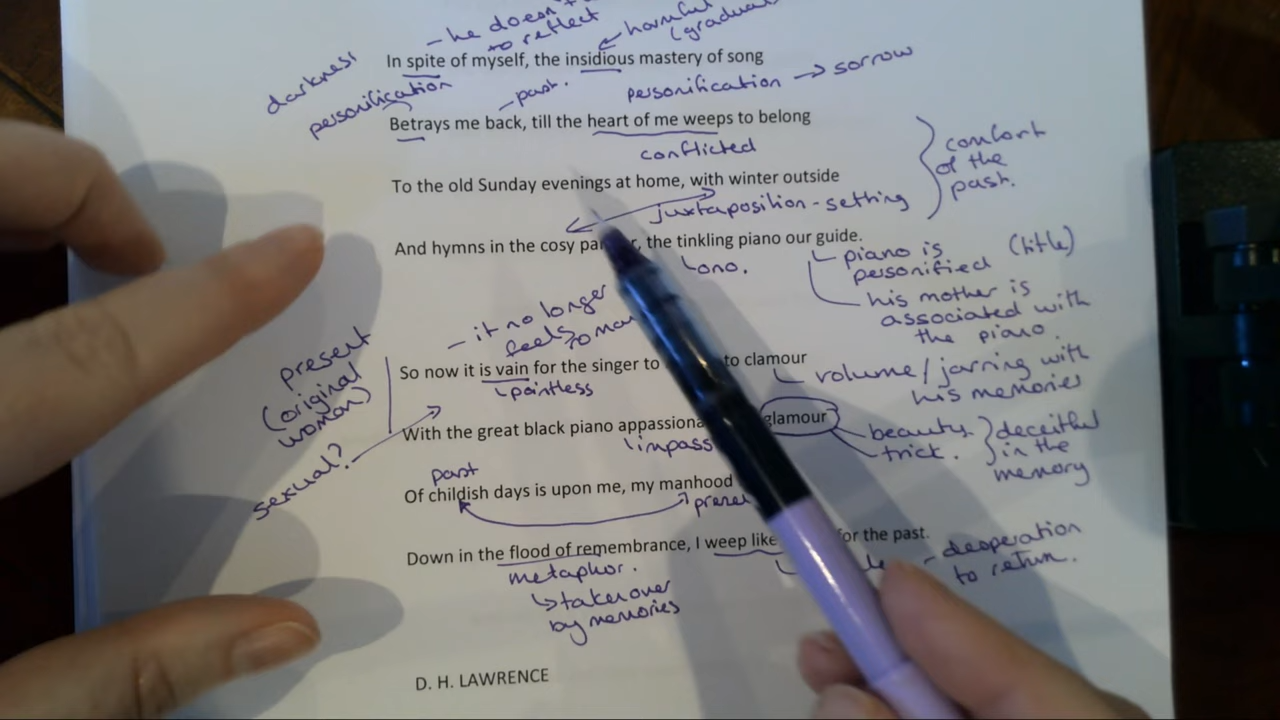 - he doesn't
to reflect
harmful
(gradual
In spite of myself, the insidious mastery of song
darkness
personification
- past.
personification → sorrow
Betrays me back, till the heart of me weeps to belong
conflicted
comfort
of the
past.
To the old Sunday evenings at home, with winter outside
juxtaposition - setting
And hymns in the cosy the tinkling piano our guide.
ono.
piano is (title)
personified
his mother is
associated with
the piano.
- it no longer
feels so
present
(original
woman)
So now it is vain for the singer to to clamour
pointless
volume / jarring with
his memories
With the great black piano glamour
beauty
trick.
deceitful
in the
memory
sexual?
past
Of childish days is upon me, my manhood
Down in the flood of remembrance, I weep like for the past.
metaphor.
taken over
by memories
- desperation
to return.
D. H. LAWRENCE